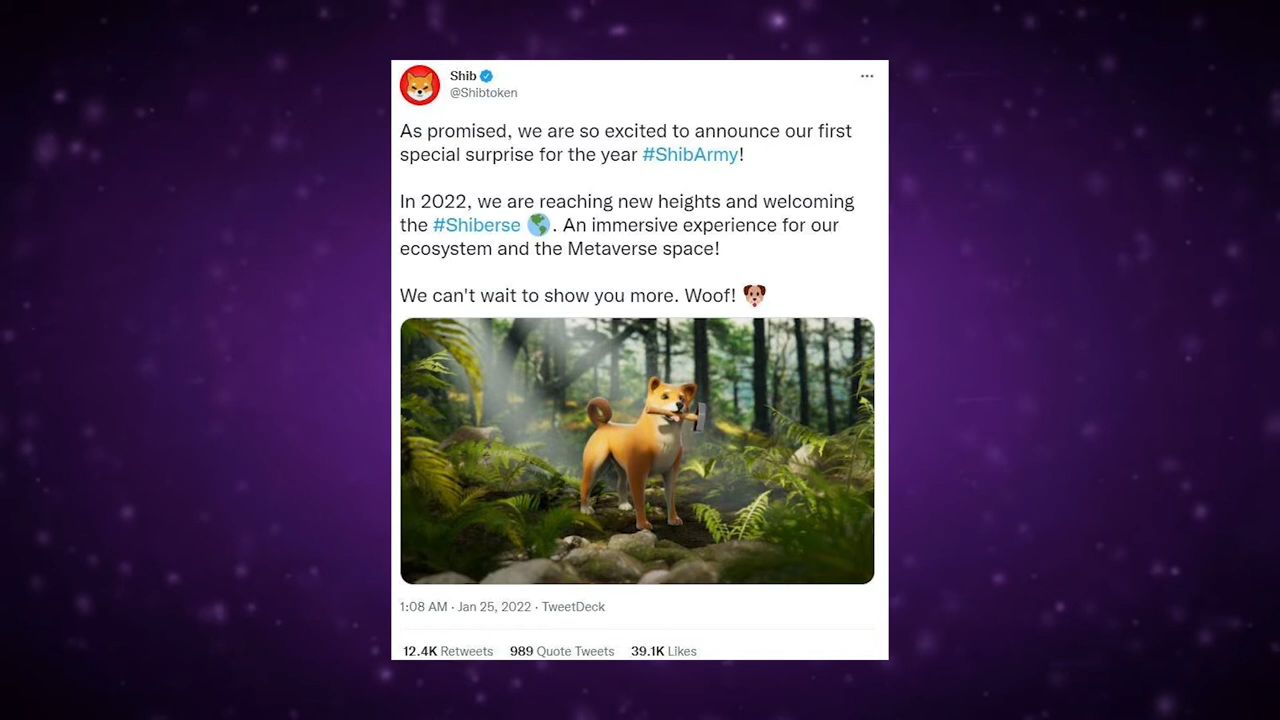 Shib
@Shibtoken
As promised, we are so excited to announce our first
special surprise for the year #ShibArmy!
In 2022, we are reaching new heights and welcoming
the #Shiberse 🌎. An immersive experience for our
ecosystem and the Metaverse space!
We can't wait to show you more. Woof! 🐶
1:08 AM · Jan 25, 2022 · TweetDeck
12.4K Retweets 989 Quote Tweets 39.1K Likes